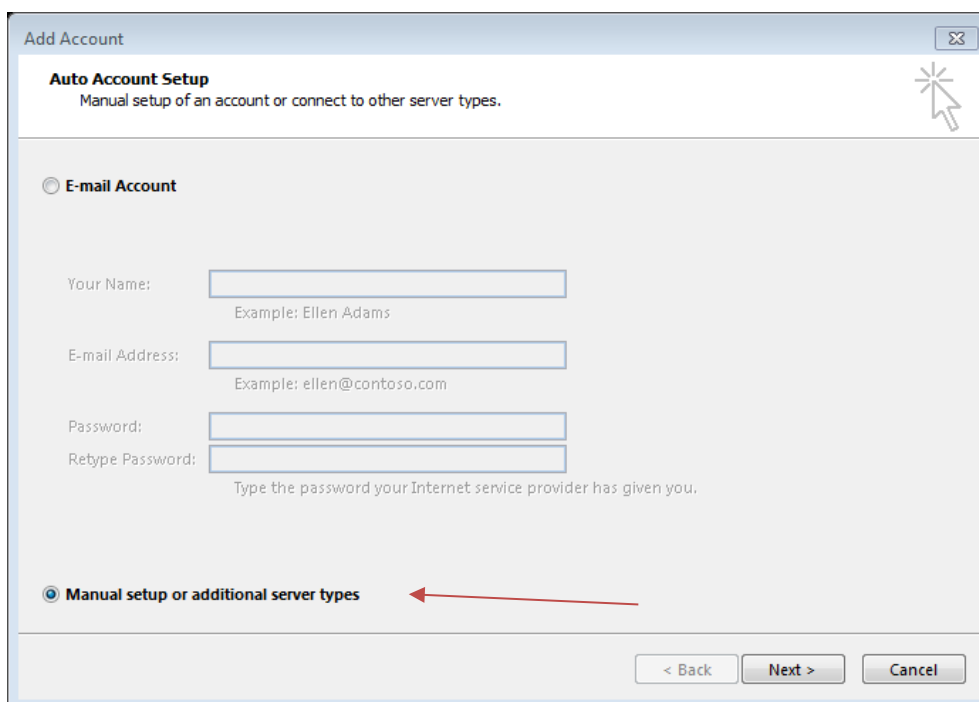 Add Account
Auto Account Setup
Manual setup of an account or connect to other server types.
E-mail Account
Your Name:
Example: Ellen Adams
E-mail Address:
Example: ellen@contoso.com
Password:
Retype Password:
Type the password your Internet service provider has given you.
Manual setup or additional server types
< Back Next > Cancel